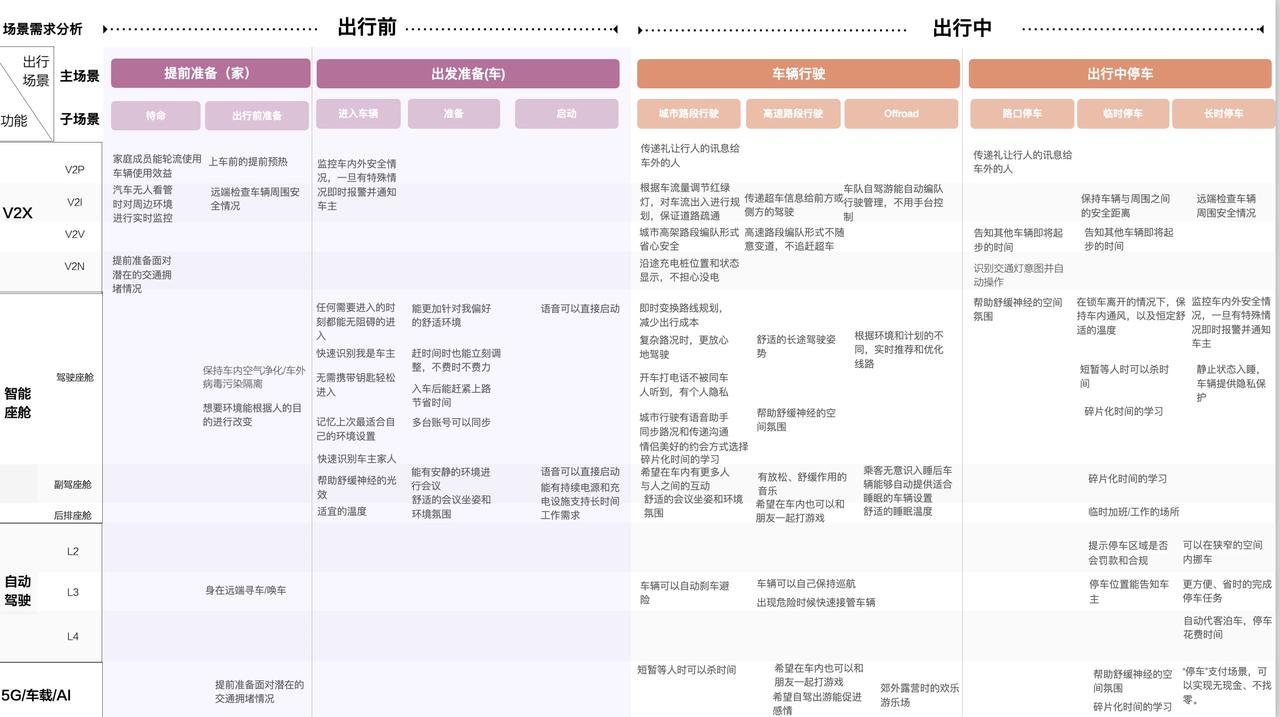 场景需求分析
出行前
出行中
出行
场景
功能
主场景
子场景
提前准备（家）
出发准备(车)
车辆行驶
出行中停车
待命
出行前准备
进入车辆
准备
启动
城市路段行驶
高速路段行驶
Offroad
路口停车
临时停车
长时停车
V2X
V2P
家庭成员能轮流使用
车辆使用效益
上车前的提前预热
监控车内外安全情
况，一旦有特殊情
况即时报警并通知
车主
传递礼让行人的讯息给
车外的人
传递礼让行人的讯息给
车外的人
V2I
汽车无人看管
时对周边环境
进行实时监控
远端检查车辆周围安
全情况
根据车流量调节红绿
灯，对车流出入进行规
划，保证道路疏通
传递超车信息给前方或
侧方的驾驶
车队自驾游能自动编队
行驶管理，不用手台控
制
保持车辆与周围之间
的安全距离
远端检查车辆
周围安全情况
V2V
城市高架路段编队形式
省心安全
高速路段编队形式不随
意变道，不追赶超车
告知其他车辆即将起
步的时间
告知其他车辆即将起
步的时间
V2N
提前准备面对
潜在的交通拥
堵情况
沿途充电桩位置和状态
显示，不担心没电
识别交通灯意图并自
动操作
智能
座舱
驾驶座舱
保持车内空气净化/车外
病毒污染隔离
想要环境能根据人的目
的进行改变
任何需要进入的时
刻都能无阻碍的进
入
快速识别我是车主
无需携带钥匙轻松
进入
记忆上次最适合自
己的环境设置
快速识别车主家人
能更加针对我偏好
的舒适环境
赶时间时也能立刻调
整，不费时不费力
入车后能赶紧上路
节省时间
多台账号可以同步
语音可以直接启动
即时变换路线规划，
减少出行成本
复杂路况时，更放心
地驾驶
开车打电话不被同车
人听到，有个人隐私
城市行驶有语音助手
同步路况和传递沟通
情侣美好的约会方式选择
碎片化时间的学习
舒适的长途驾驶姿
势
帮助舒缓神经的空
间氛围
根据环境和计划的不
同，实时推荐和优化
线路
帮助舒缓神经的空间
氛围
在锁车离开的情况下，保
持车内通风，以及恒定舒
适的温度
短暂等人时可以杀时
间
碎片化时间的学习
监控车内外安全情
况，一旦有特殊情
况即时报警并通知
车主
静止状态入睡，
车辆提供隐私保
护
副驾座舱
帮助舒缓神经的光
效
能有安静的环境进
行会议
语音可以直接启动
希望在车内有更多人
与人之间的互动
有放松、舒缓作用的
音乐
乘客无意识入睡后车
辆能够自动提供适合
睡眠的车辆设置
碎片化时间的学习
后排座舱
适宜的温度
舒适的会议坐姿和
环境氛围
能有持续电源和充
电设施支持长时间
工作需求
舒适的会议坐姿和环境
氛围
希望在车内也可以和
朋友一起打游戏
舒适的睡眠温度
临时加班/工作的场所
自动
驾驶
L2
提示停车区域是否
会罚款和合规
可以在狭窄的空间
内挪车
L3
身在远端寻车/唤车
车辆可以自动刹车避
险
车辆可以自己保持巡航
出现危险时候快速接管车辆
停车位置能告知车
主
更方便、省时的完成
停车任务
L4
自动代客泊车，停车
花费时间
5G/车载/AI
提前准备面对潜在的
交通拥堵情况
短暂等人时可以杀时间
希望在车内也可以和
朋友一起打游戏
希望自驾出游能促进
感情
郊外露营时的欢乐
游乐场
帮助舒缓神经的空
间氛围
碎片化时间的学习
“停车”支付场景，可
以实现无现金、不找
零。